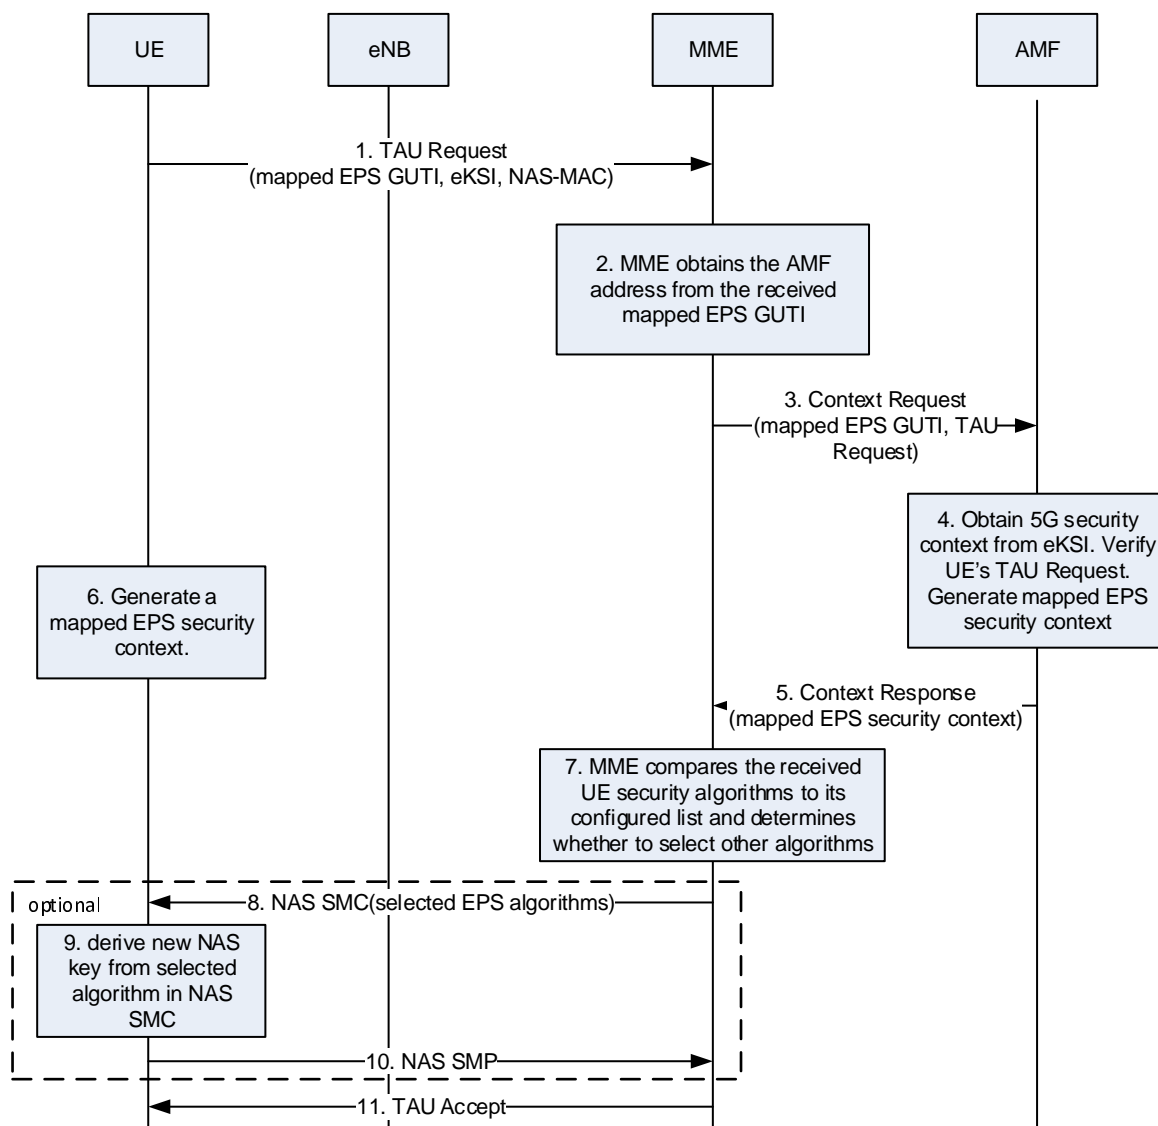 UE
eNB
MME
AMF
1. TAU Request
(mapped EPS GUTI, eKSI, NAS-MAC)
2. MME obtains the AMF
address from the received
mapped EPS GUTI
3. Context Request
(mapped EPS GUTI, TAU
Request)
4. Obtain 5G security
context from eKSI. Verify
UE's TAU Request.
Generate mapped EPS
security context
6. Generate a
mapped EPS security
context.
5. Context Response
(mapped EPS security context)
7. MME compares the received
UE security algorithms to its
configured list and determines
whether to select other algorithms
optional
8. NAS SMC(selected EPS algorithms)
9. derive new NAS
key from selected
algorithm in NAS
SMC
10. NAS SMP
11. TAU Accept